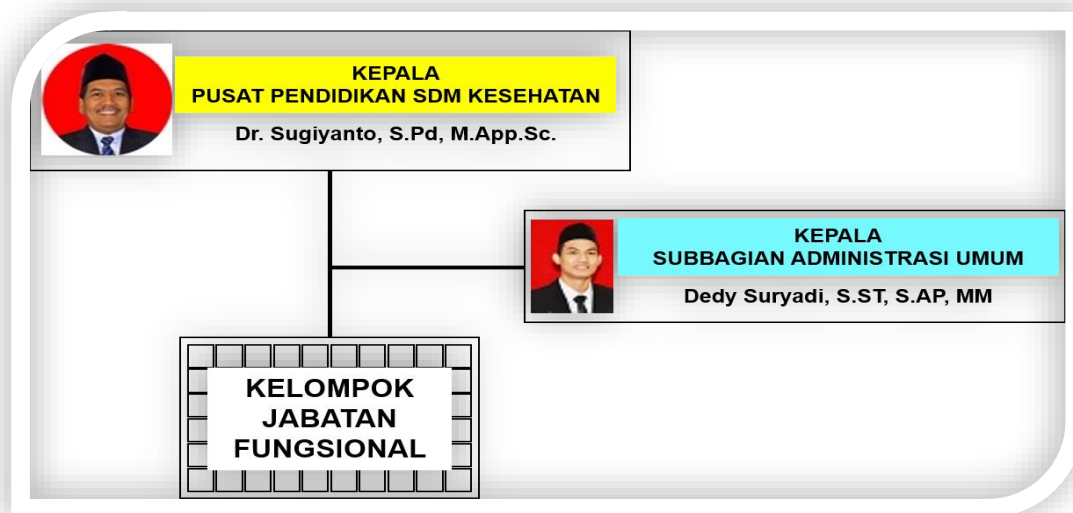 KEPALA
PUSAT PENDIDIKAN SDM KESEHATAN
Dr. Sugiyanto, S.Pd, M.App.Sc.
KEPALA
SUBBAGIAN ADMINISTRASI UMUM
Dedy Suryadi, S.ST, S.AP, MM
KELOMPOK
JABATAN
FUNGSIONAL